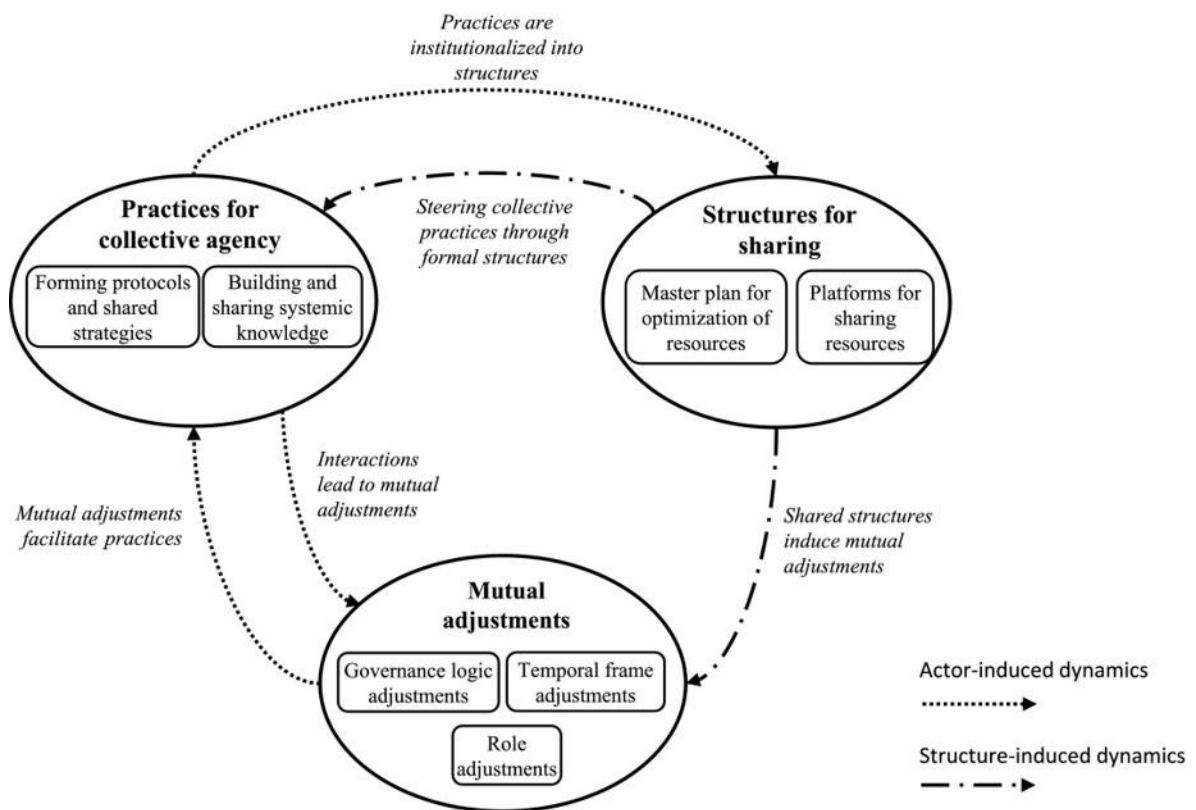 Practices are
institutionalized into
structures
Practices for
collective agency
Forming protocols
and shared
strategies
Building and
sharing systemic
knowledge
Steering collective
practices through
formal structures
Structures for
sharing
Master plan for
optimization of
resources
Platforms for
sharing
resources
Mutual adjustments
facilitate practices
Interactions
lead to mutual
adjustments
Shared structures
induce mutual
adjustments
Mutual
adjustments
Governance logic
adjustments
Temporal frame
adjustments
Role
adjustments
Actor-induced dynamics
Structure-induced dynamics